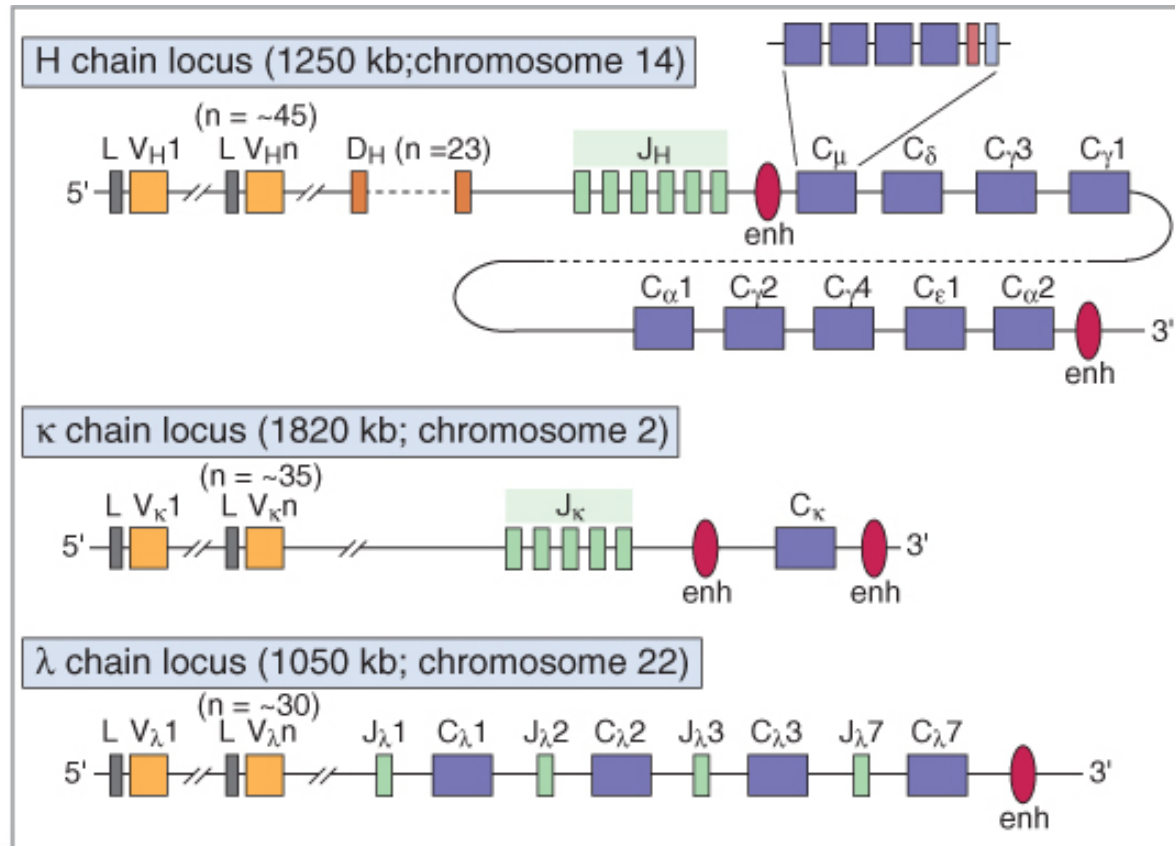 H chain locus (1250 kb;chromosome 14)
(n = ~45)
L VH1 L VHn DH (n =23) JH Cμ Cδ Cγ3 Cγ1
5'
enh
Cα1 Cγ2 Cγ4 Cε1 Cα2
3'
enh
κ chain locus (1820 kb; chromosome 2)
(n = ~35)
L Vκ1 L Vκn Jκ Cκ
5' 3'
enh enh
λ chain locus (1050 kb; chromosome 22)
(n = ~30)
L Vλ1 L Vλn Jλ1 Cλ1 Jλ2 Cλ2 Jλ3 Cλ3 Jλ7 Cλ7
5' 3'
enh